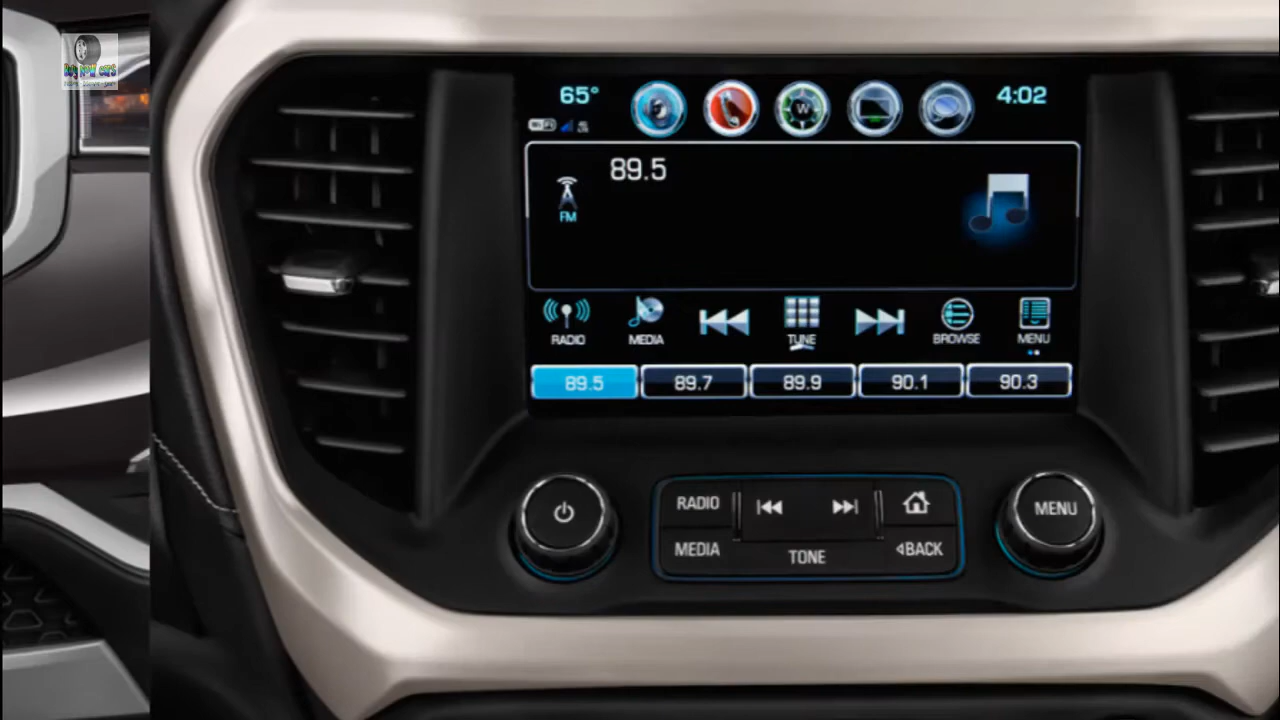 65°
W
4:02
89.5
FM
RADIO
MEDIA
TUNE
BROWSE
MENU
89.5
89.7
89.9
90.1
90.3
RADIO
MEDIA
TONE
◁BACK
MENU